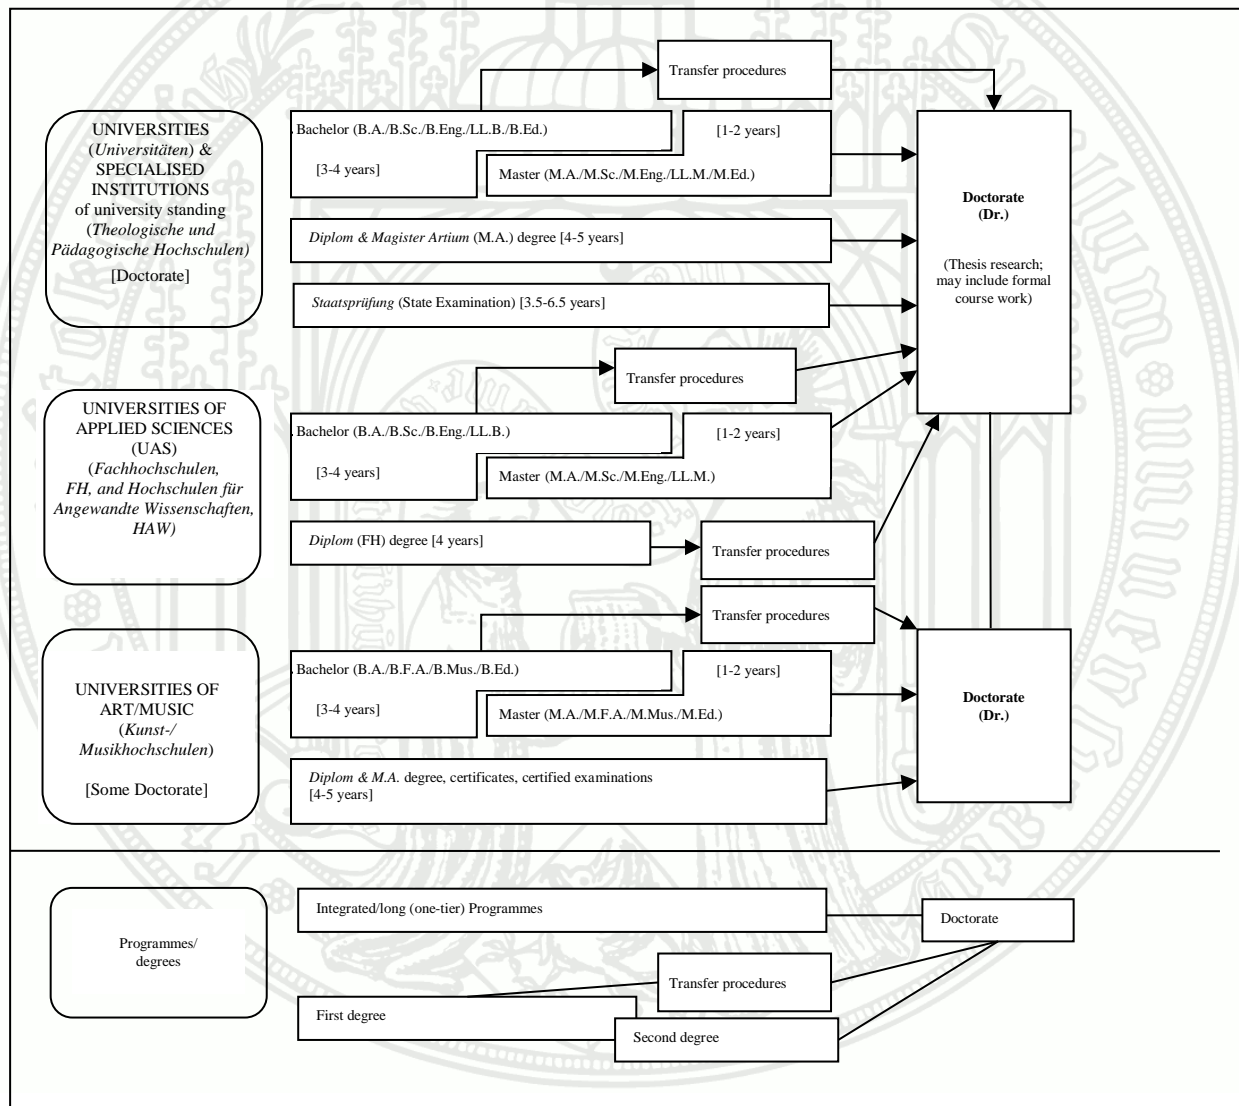 Transfer procedures
UNIVERSITIES
(Universitäten) &
SPECIALISED
INSTITUTIONS
of university standing
(Theologische und
Pädagogische Hochschulen)
[Doctorate]
Bachelor (B.A./B.Sc./B.Eng./LL.B./B.Ed.)
[1-2 years]
[3-4 years]
Master (M.A./M.Sc./M.Eng./LL.M./M.Ed.)
Diplom & Magister Artium (M.A.) degree [4-5 years]
Staatsprüfung (State Examination) [3.5-6.5 years]
Doctorate
(Dr.)
(Thesis research;
may include formal
course work)
Transfer procedures
UNIVERSITIES OF
APPLIED SCIENCES
(UAS)
(Fachhochschulen,
FH, and Hochschulen für
Angewandte Wissenschaften,
HAW)
Bachelor (B.A./B.Sc./B.Eng./LL.B.)
[1-2 years]
[3-4 years]
Master (M.A./M.Sc./M.Eng./LL.M.)
Diplom (FH) degree [4 years]
Transfer procedures
Transfer procedures
UNIVERSITIES OF
ART/MUSIC
(Kunst-/
Musikhochschulen)
[Some Doctorate]
Bachelor (B.A./B.F.A./B.Mus./B.Ed.)
[1-2 years]
[3-4 years]
Master (M.A./M.F.A./M.Mus./M.Ed.)
Diplom & M.A. degree, certificates, certified examinations
[4-5 years]
Doctorate
(Dr.)
Programmes/
degrees
Integrated/long (one-tier) Programmes
Doctorate
Transfer procedures
First degree
Second degree